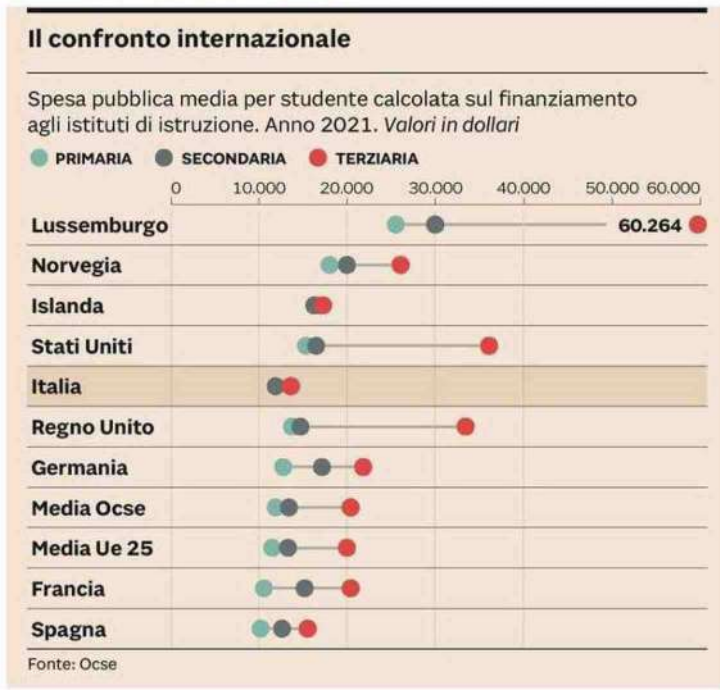 Il confronto internazionale
Spesa pubblica media per studente calcolata sul finanziamento
agli istituti di istruzione. Anno 2021. Valori in dollari
PRIMARIA SECONDARIA TERZIARIA
0 10.000 20.000 30.000 40.000 50.000 60.000
Lussemburgo 60.264
Norvegia
Islanda
Stati Uniti
Italia
Regno Unito
Germania
Media Ocse
Media Ue 25
Francia
Spagna
Fonte: Ocse